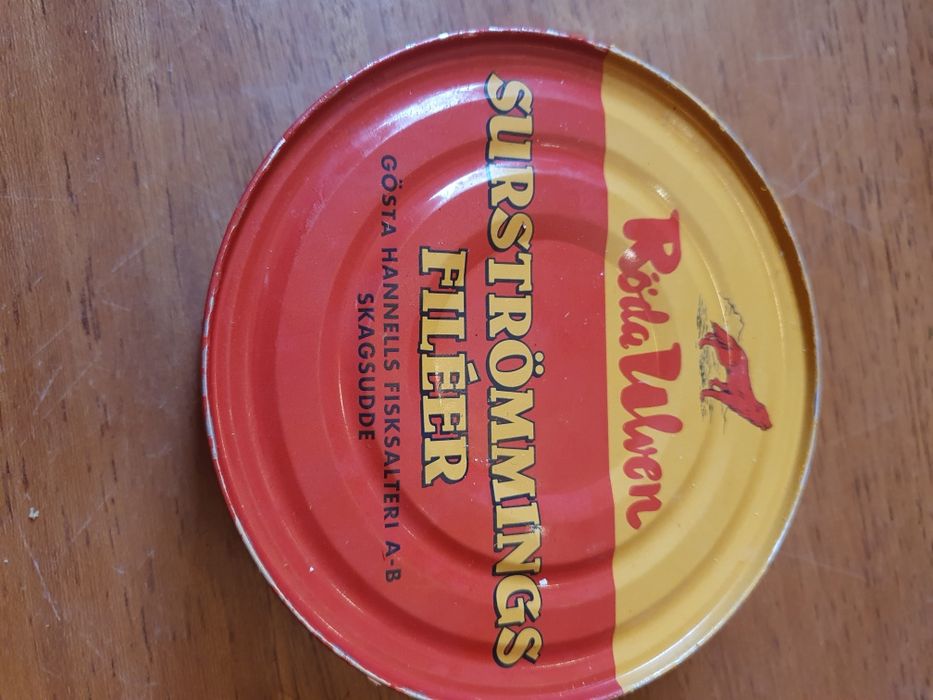 Röda Ulven
SURSTRÖMMINGS
FILÉER
GÖSTA HANNELLS FISKSALTERI A-B
SKAGSUDDE